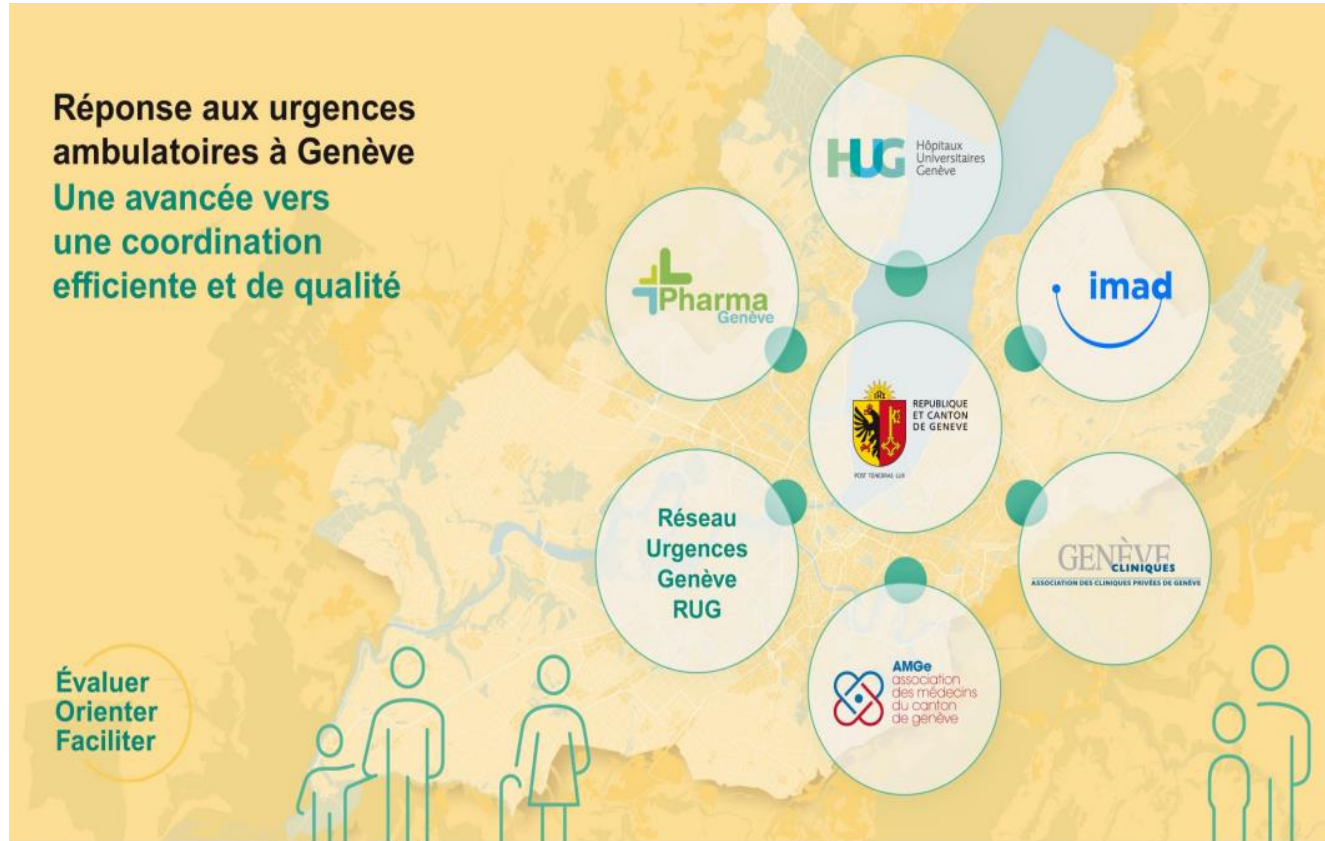 Réponse aux urgences
ambulatoires à Genève
Une avancée vers
une coordination
efficiente et de qualité
HUG
Hôpitaux
Universitaires
Genève
Pharma
Genève
imad
REPUBLIQUE
ET CANTON
DE GENEVE
POST TENEBRAS LUX
Réseau
Urgences
Genève
RUG
GENÈVE
CLINIQUES
ASSOCIATION DES CLINIQUES PRIVÉES DE GENÈVE
AMGe
association
des médecins
du canton
de genève
Évaluer
Orienter
Faciliter